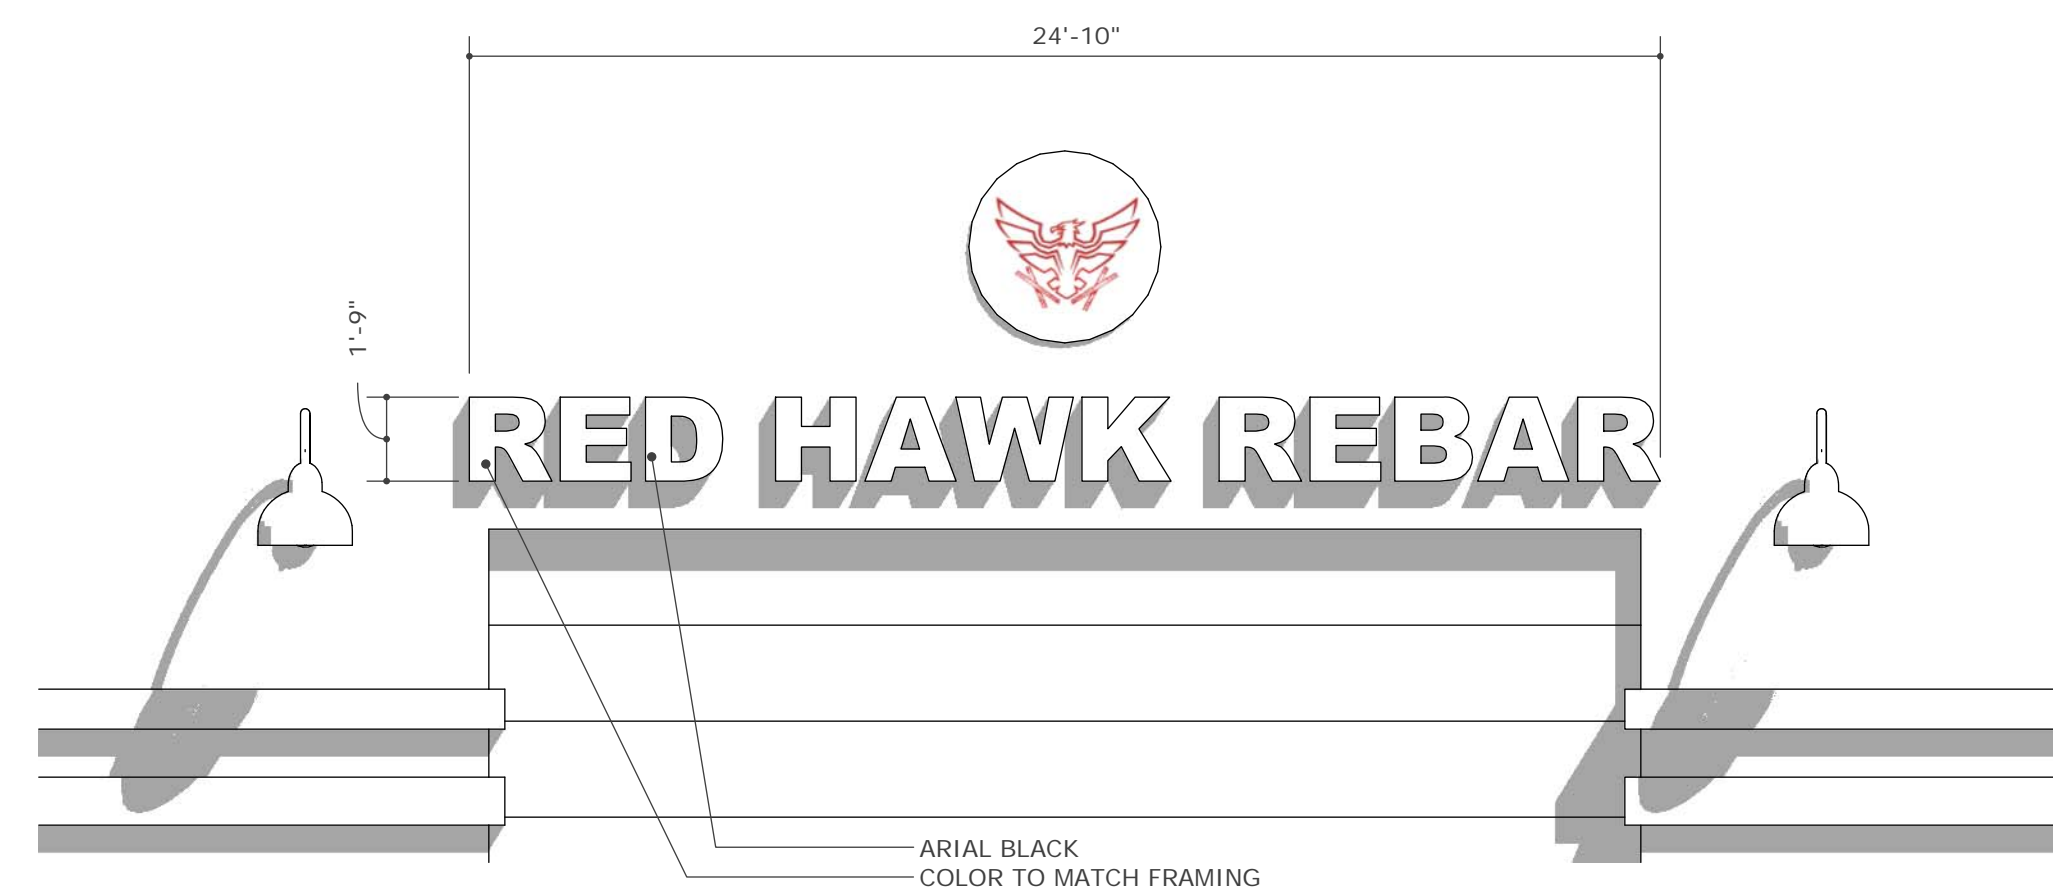 24'-10"
1'-9"
RED HAWK REBAR
ARIAL BLACK
COLOR TO MATCH FRAMING